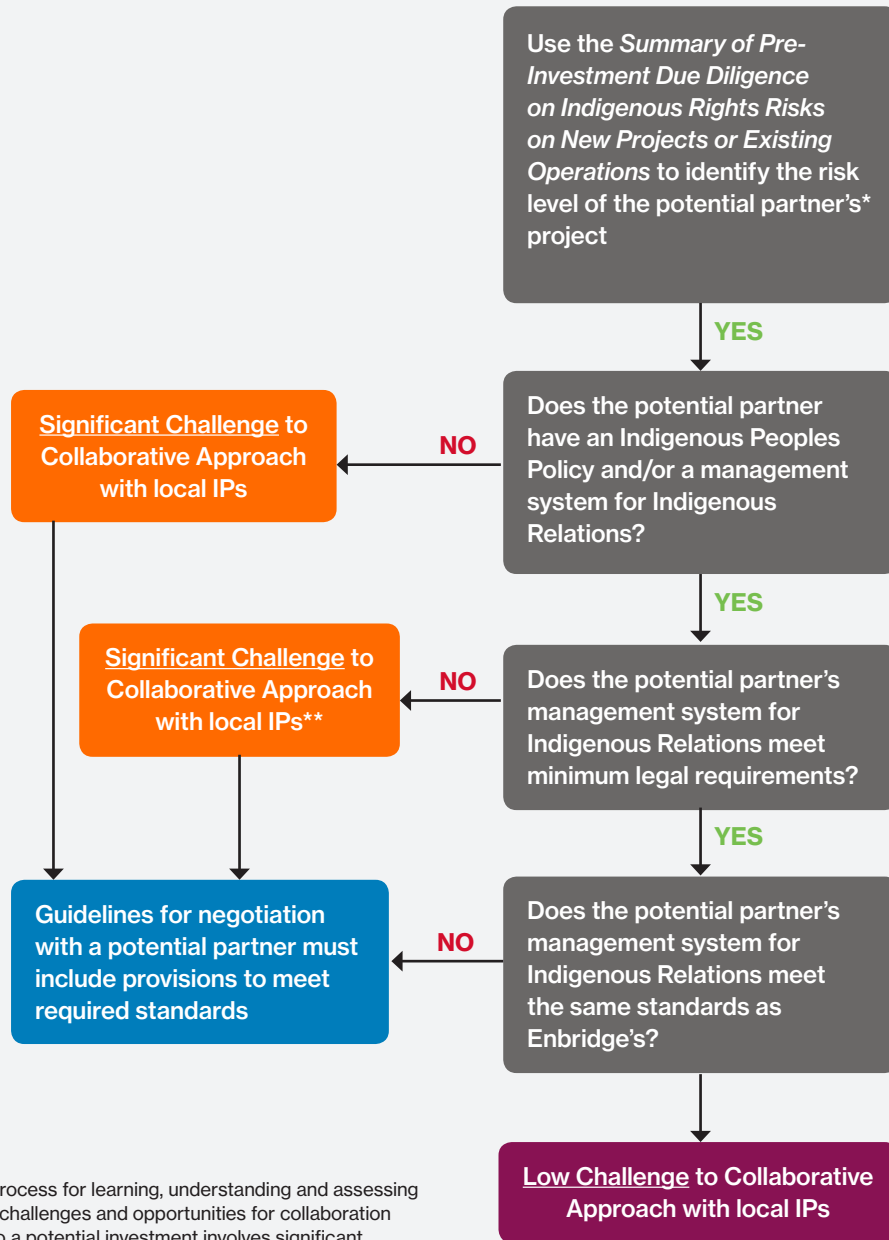 Use the Summary of Pre-
Investment Due Diligence
on Indigenous Rights Risks
on New Projects or Existing
Operations to identify the risk
level of the potential partner’s*
project
YES
Does the potential partner
have an Indigenous Peoples
Policy and/or a management
system for Indigenous
Relations?
NO
Significant Challenge to
Collaborative Approach
with local IPs
YES
Does the potential partner’s
management system for
Indigenous Relations meet
minimum legal requirements?
NO
Significant Challenge to
Collaborative Approach
with local IPs**
YES
Does the potential partner’s
management system for
Indigenous Relations meet
the same standards as
Enbridge’s?
NO
Guidelines for negotiation
with a potential partner must
include provisions to meet
required standards
Low Challenge to Collaborative
Approach with local IPs
rocess for learning, understanding and assessing
challenges and opportunities for collaboration
o a potential investment involves significant